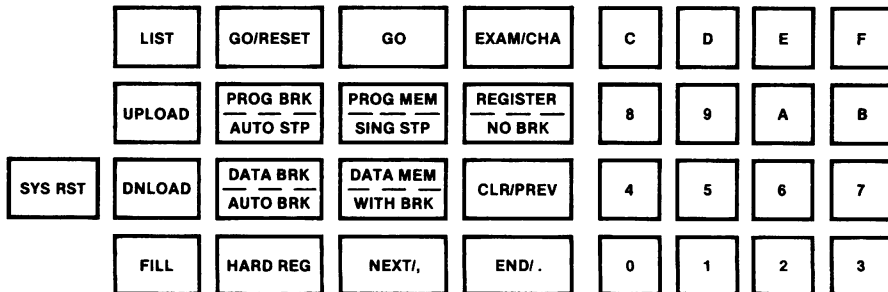 LIST GO/RESET GO EXAM/CHA C D E F
UPLOAD PROG BRK PROG MEM REGISTER 8 9 A B
AUTO STP SING STP NO BRK
SYS RST DNLOAD DATA BRK DATA MEM CLR/PREV 4 5 6 7
AUTO BRK WITH BRK
FILL HARD REG NEXT/, END/ . 0 1 2 3